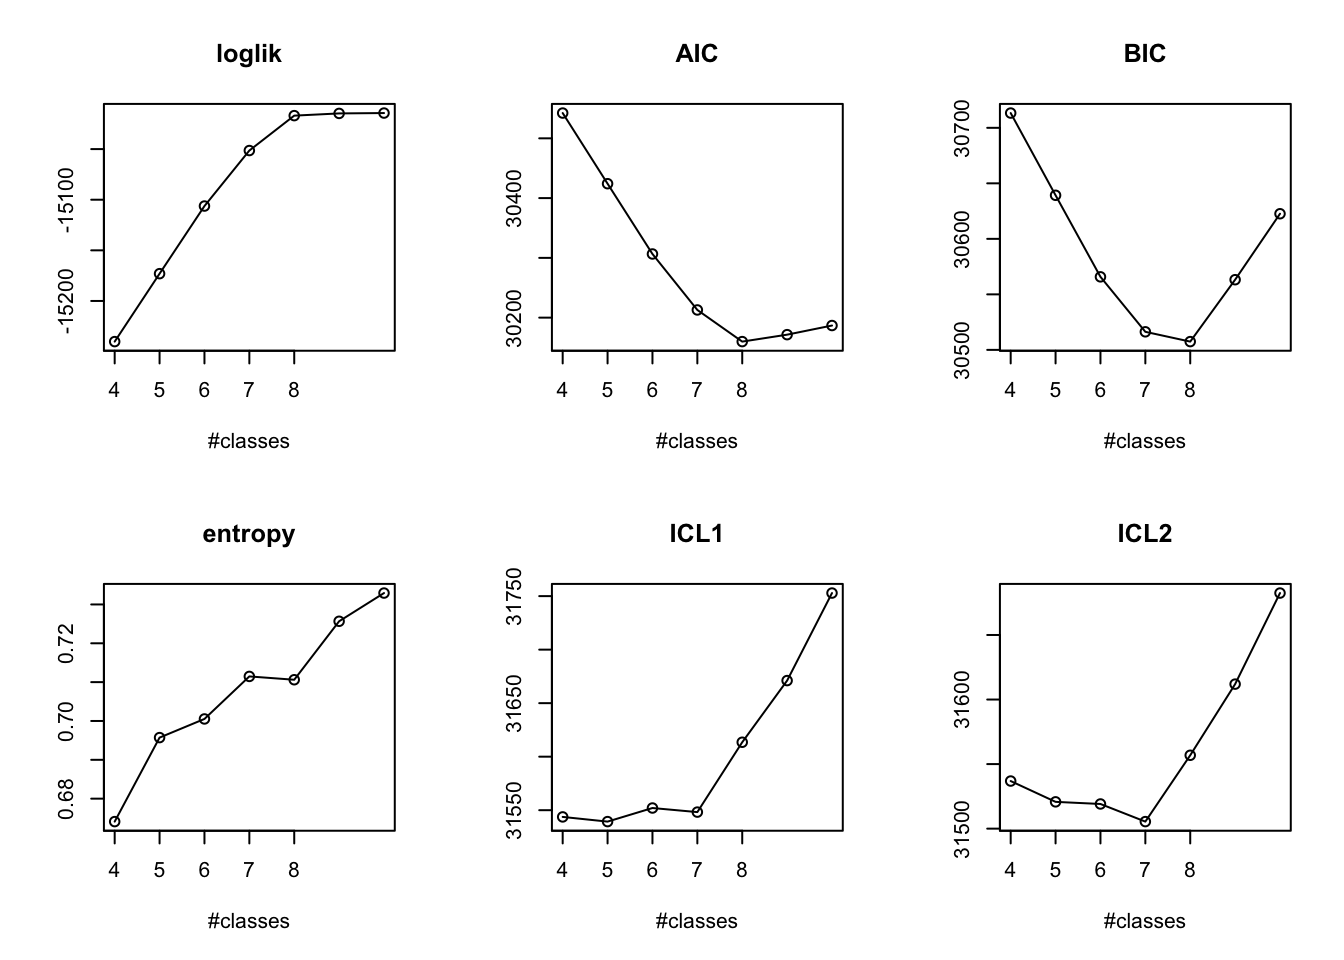 loglik
-15100
-15200
4 5 6 7 8
#classes
AIC
30400
30200
4 5 6 7 8
#classes
BIC
30700
30600
30500
4 5 6 7 8
#classes
entropy
0.72
0.70
0.68
4 5 6 7 8
#classes
ICL1
31750
31650
31550
4 5 6 7 8
#classes
ICL2
31600
31500
4 5 6 7 8
#classes